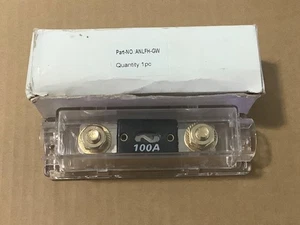 Part-NO. ANLFH-GW
Quantity 1pc
100A